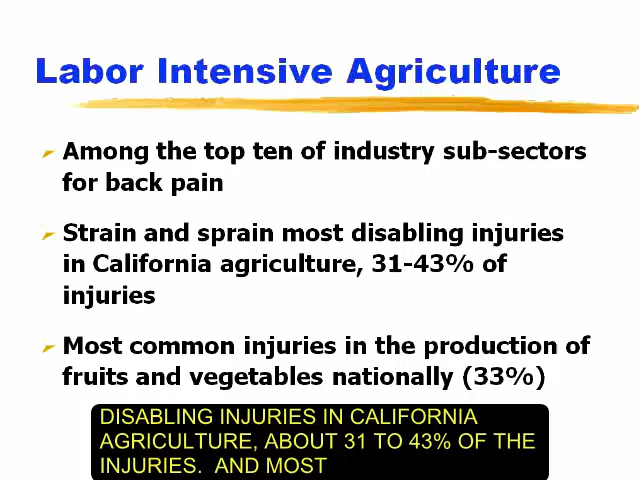 Labor Intensive Agriculture
Among the top ten of industry sub-sectors
for back pain
Strain and sprain most disabling injuries
in California agriculture, 31-43% of
injuries
Most common injuries in the production of
fruits and vegetables nationally (33%)
DISABLING INJURIES IN CALIFORNIA
AGRICULTURE, ABOUT 31 TO 43% OF THE
INJURIES.  AND MOST